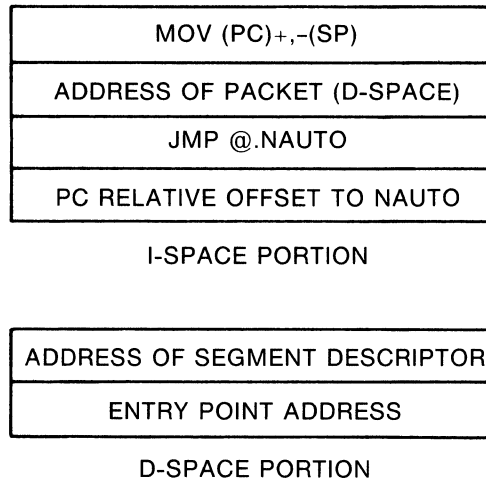 MOV (PC)+,–(SP)
ADDRESS OF PACKET (D-SPACE)
JMP @.NAUTO
PC RELATIVE OFFSET TO NAUTO
I-SPACE PORTION
ADDRESS OF SEGMENT DESCRIPTOR
ENTRY POINT ADDRESS
D-SPACE PORTION